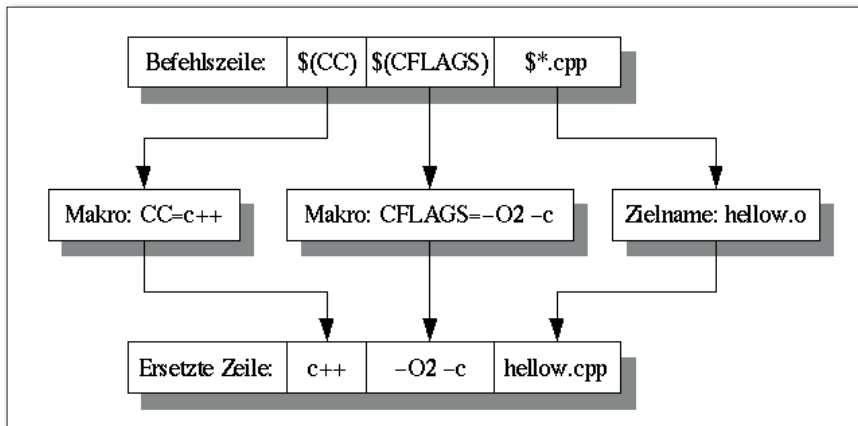 Befehlszeile: $(CC) $(CFLAGS) $*.cpp
Makro: CC=c++ Makro: CFLAGS=−O2 −c Zielname: hellow.o
Ersetzte Zeile: c++ −O2 −c hellow.cpp